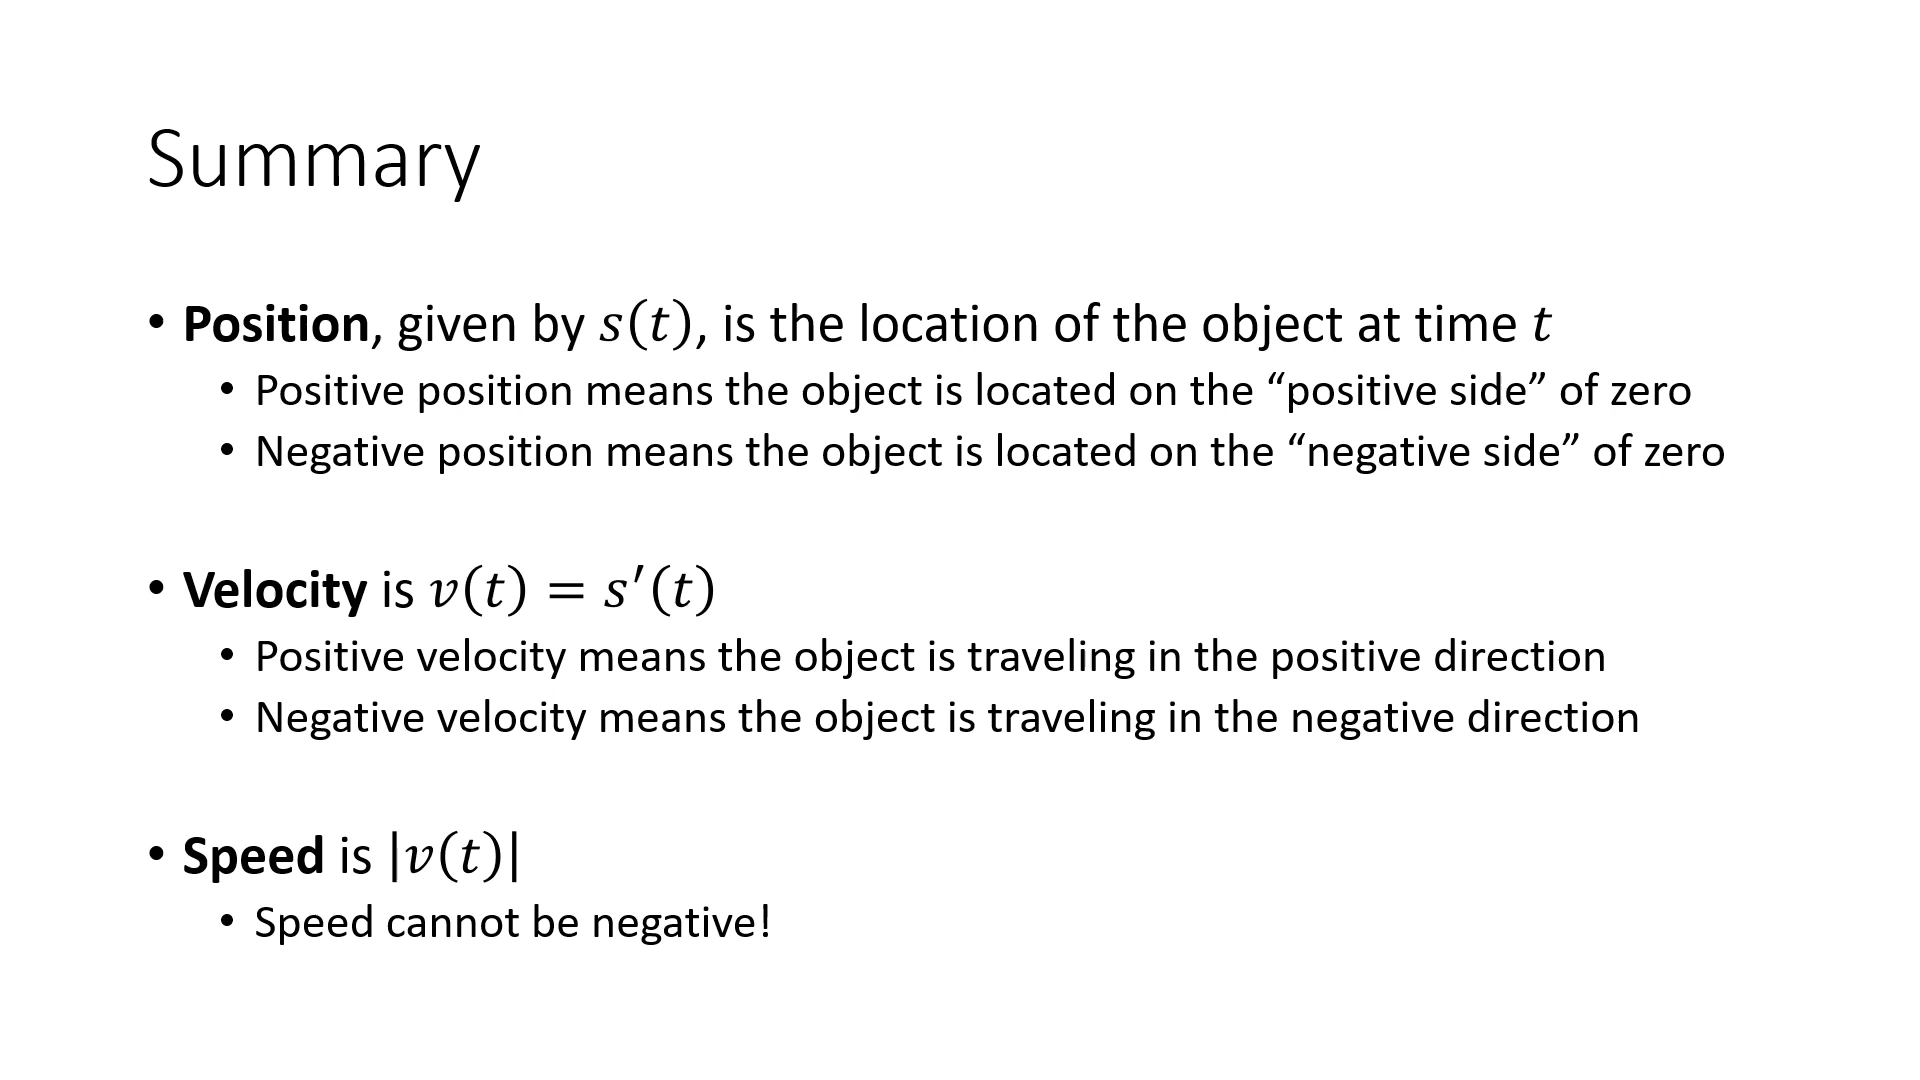 Summary
• Position, given by 𝑠(𝑡), is the location of the object at time 𝑡
• Positive position means the object is located on the “positive side” of zero
• Negative position means the object is located on the “negative side” of zero
• Velocity is 𝑣(𝑡) = 𝑠′(𝑡)
• Positive velocity means the object is traveling in the positive direction
• Negative velocity means the object is traveling in the negative direction
• Speed is |𝑣(𝑡)|
• Speed cannot be negative!